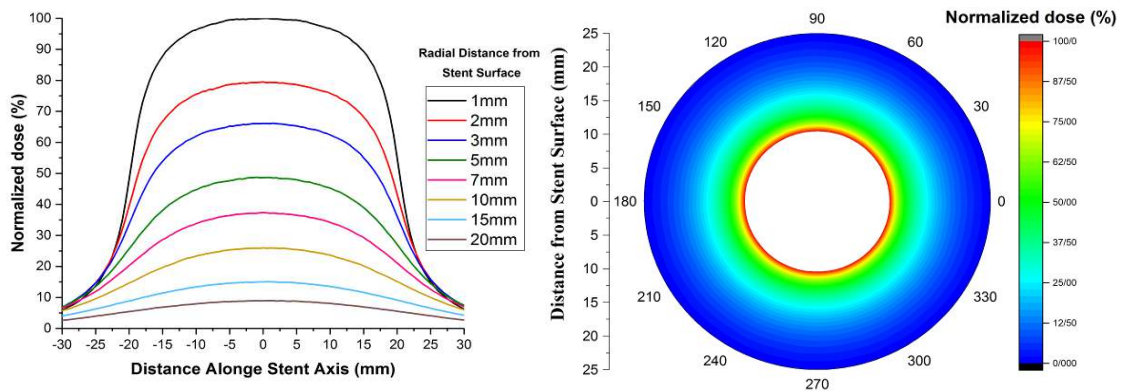 100
90
80
70
60
50
40
30
20
10
0
Normalized dose (%)
-30 -25 -20 -15 -10 -5 0 5 10 15 20 25 30
Distance Alonge Stent Axis (mm)
Radial Distance from
Stent Surface
1mm
2mm
3mm
5mm
7mm
10mm
15mm
20mm
Distance from Stent Surface (mm)
25
20
15
10
5
0
5
10
15
20
25
90
60
30
0
330
300
270
240
210
180
150
120
Normalized dose (%)
100/0
87/50
75/00
62/50
50/00
37/50
25/00
12/50
0/000